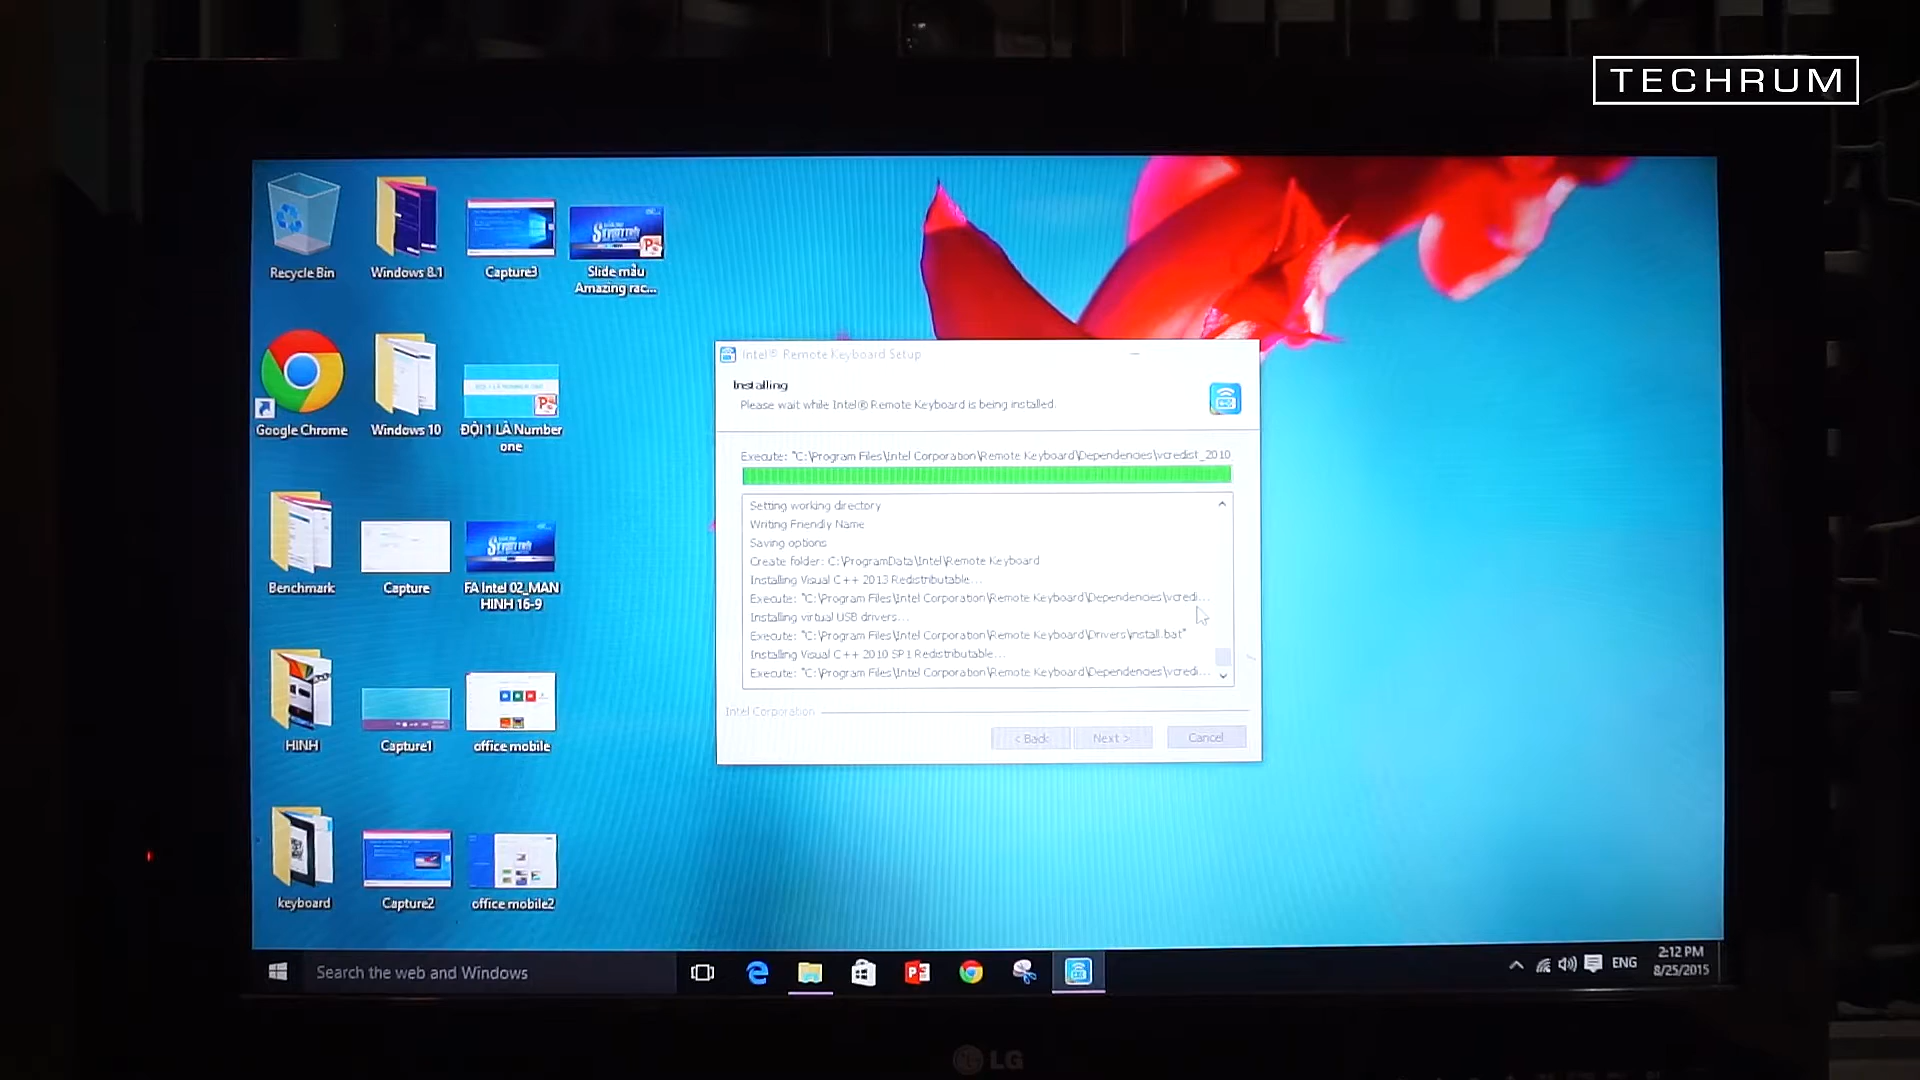 TECHRUM
Recycle Bin
Windows 8.1
Capture3
Slide mẫu
Amazing rac...
Google Chrome
Windows 10
ĐỘI 1 LÀ Number
one
Benchmark
Capture
FA Intel 02_MAN
HINH 16-9
HINH
Capture1
office mobile
keyboard
Capture2
office mobile2
Intel® Remote Keyboard Setup
Installing
Please wait while Intel® Remote Keyboard is being installed.
Execute: "C:\Program Files\Intel Corporation\Remote Keyboard\Dependencies\vcredist_2010
Setting working directory
Writing Friendly Name
Saving options
Create folder: C:\ProgramData\Intel\Remote Keyboard
Installing Visual C++ 2013 Redistributable...
Execute: "C:\Program Files\Intel Corporation\Remote Keyboard\Dependencies\vcredi...
Installing virtual USB drivers...
Execute: "C:\Program Files\Intel Corporation\Remote Keyboard\Drivers\install.bat"
Installing Visual C++ 2010 SP1 Redistributable...
Execute: "C:\Program Files\Intel Corporation\Remote Keyboard\Dependencies\vcredi...
Intel Corporation
< Back
Next >
Cancel
Search the web and Windows
ENG
2:12 PM
8/25/2015
LG